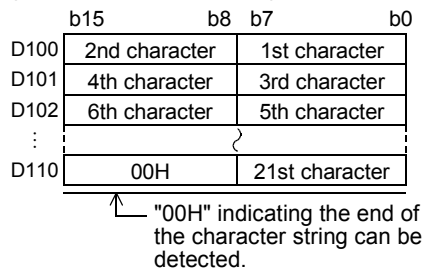 b15 b8 b7 b0
D100 2nd character 1st character
D101 4th character 3rd character
D102 6th character 5th character
⋮
D110 00H 21st character
"00H" indicating the end of
the character string can be
detected.